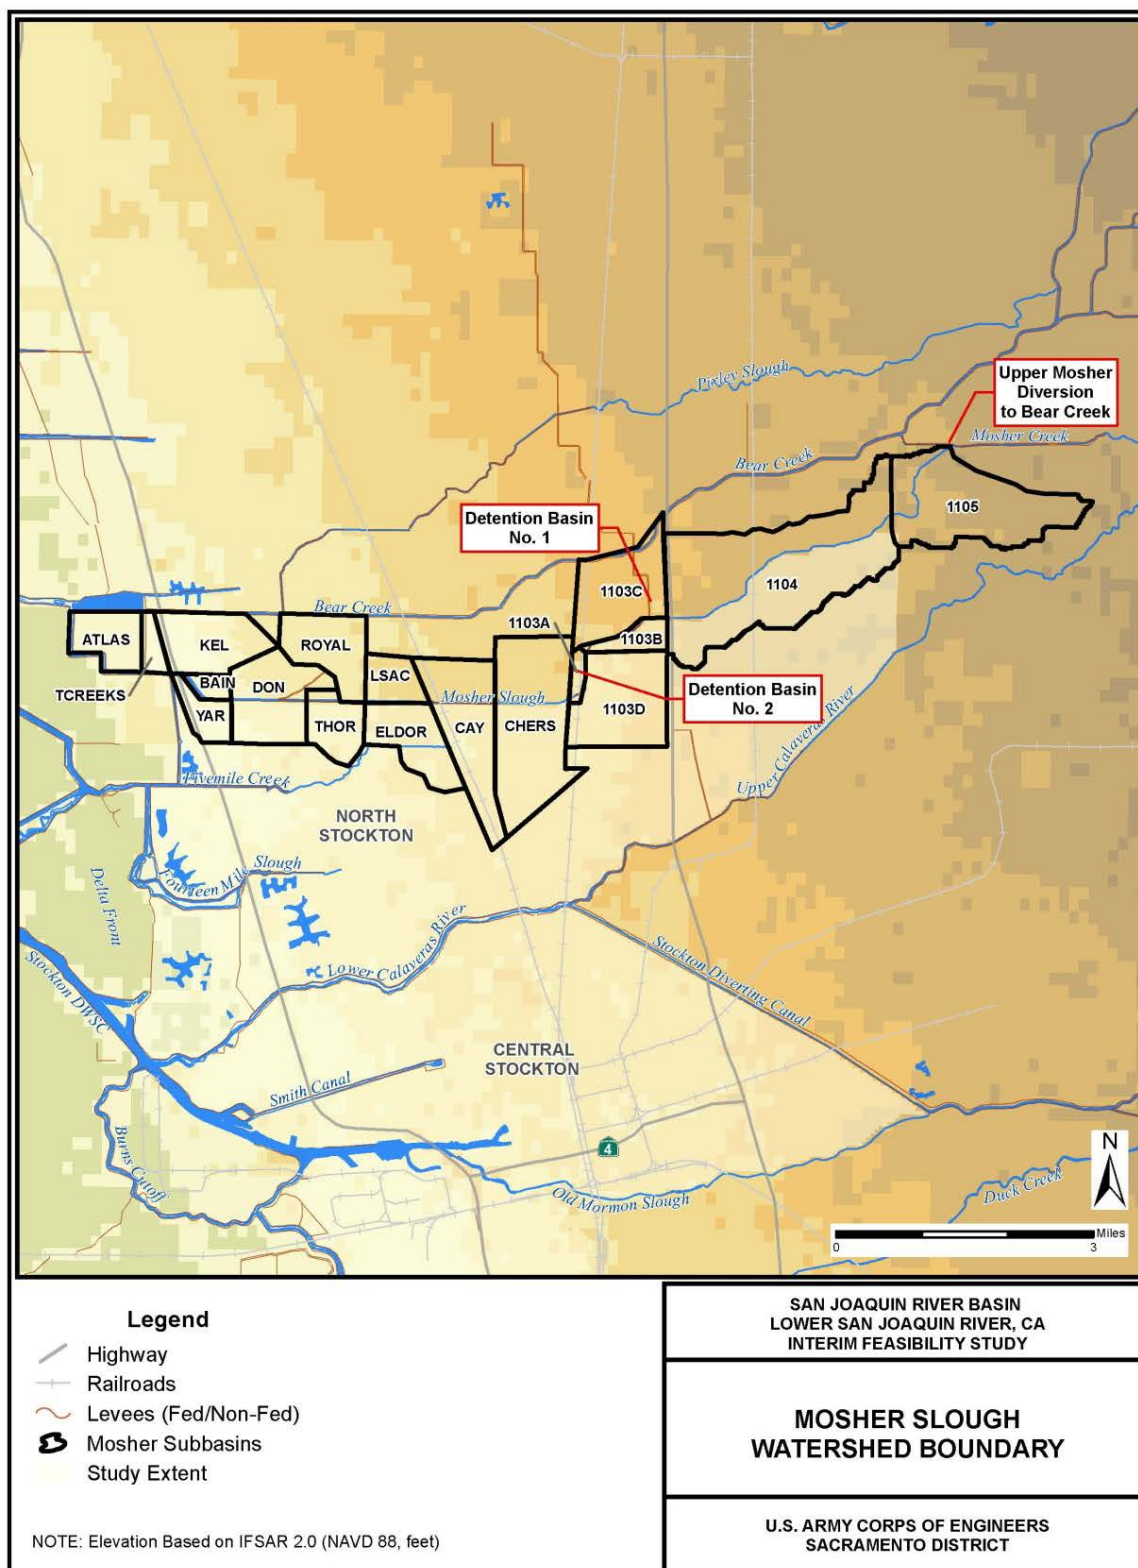 Pixley Slough
Upper Mosher
Diversion
to Bear Creek
Mosher Creek
Bear Creek
1105
Detention Basin
No. 1
1104
1103C
Bear Creek
1103A
1103B
ATLAS
KEL
ROYAL
TCREEKS
BAIN
DON
LSAC
Mosher Slough
Detention Basin
No. 2
YAR
THOR
ELDOR
CAY
CHERS
1103D
Upper Calaveras River
Fivemile Creek
NORTH
STOCKTON
Fourteen Mile Slough
Delta Front
Stockton DWSC
Lower Calaveras River
Stockton Diverting Canal
CENTRAL
STOCKTON
Smith Canal
Burns Cutoff
4
Old Mormon Slough
Duck Creek
N
Miles
0
3
Legend
Highway
Railroads
Levees (Fed/Non-Fed)
Mosher Subbasins
Study Extent
NOTE: Elevation Based on IFSAR 2.0 (NAVD 88, feet)
SAN JOAQUIN RIVER BASIN
LOWER SAN JOAQUIN RIVER, CA
INTERIM FEASIBILITY STUDY
MOSHER SLOUGH
WATERSHED BOUNDARY
U.S. ARMY CORPS OF ENGINEERS
SACRAMENTO DISTRICT